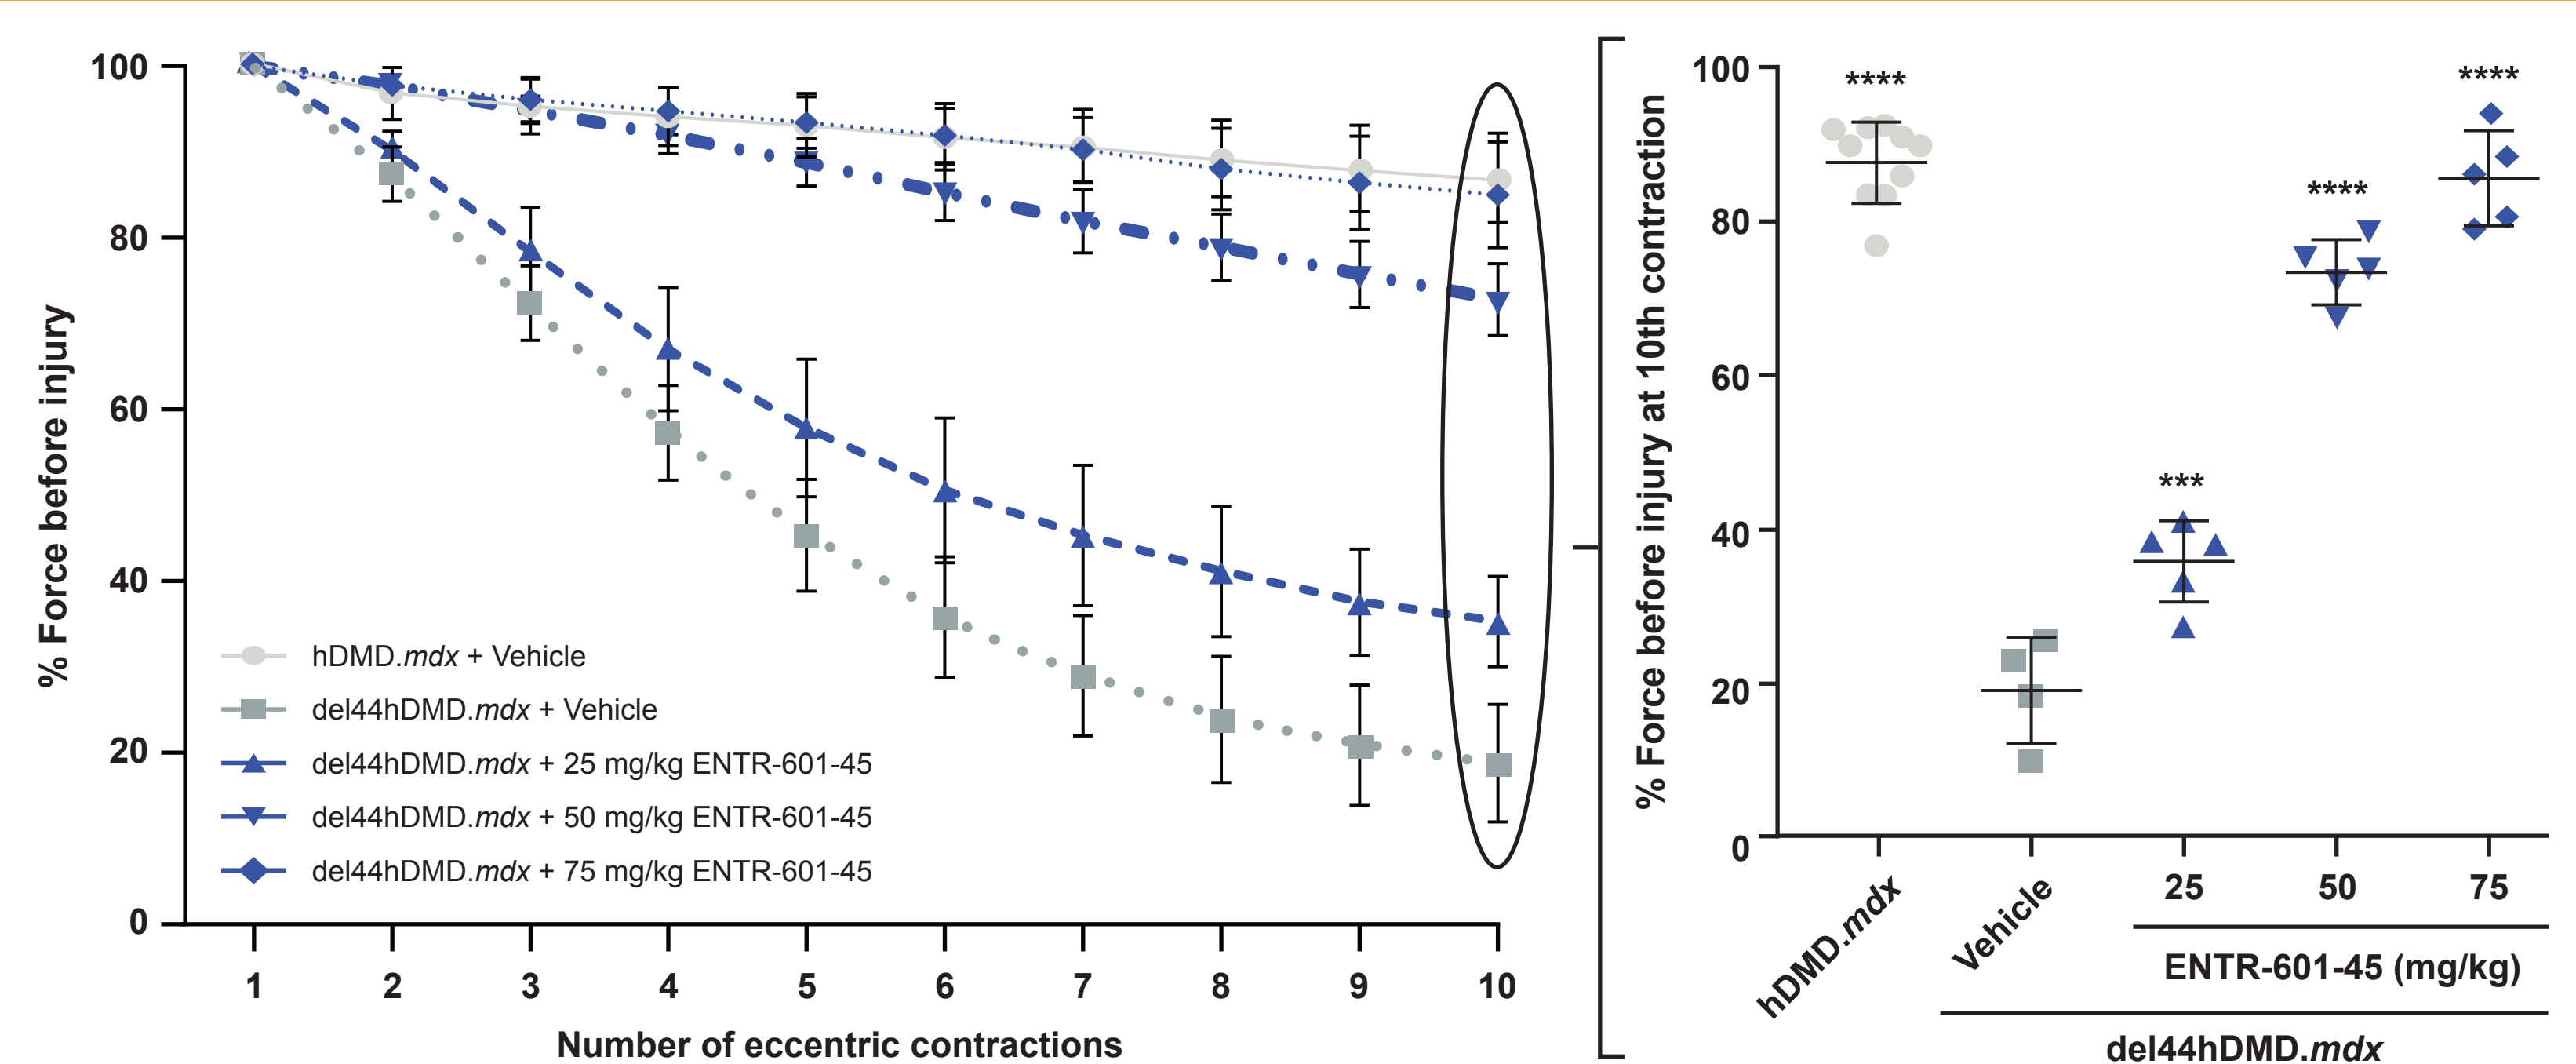 % Force before injury
100
80
60
40
20
0
hDMD.mdx + Vehicle
del44hDMD.mdx + Vehicle
del44hDMD.mdx + 25 mg/kg ENTR-601-45
del44hDMD.mdx + 50 mg/kg ENTR-601-45
del44hDMD.mdx + 75 mg/kg ENTR-601-45
1 2 3 4 5 6 7 8 9 10
Number of eccentric contractions
% Force before injury at 10th contraction
100
80
60
40
20
0
****
***
****
****
hDMD.mdx
Vehicle
25 50 75
ENTR-601-45 (mg/kg)
del44hDMD.mdx